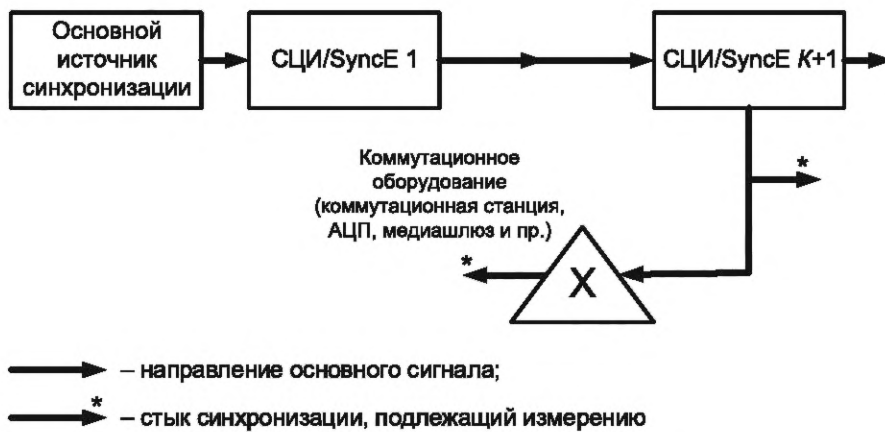 Основной
источник
синхронизации
СЦИ/SyncE 1
СЦИ/SyncE K+1
*
Коммутационное
оборудование
(коммутационная станция,
АЦП, медиашлюз и пр.)
*
X
– направление основного сигнала;
*
– стык синхронизации, подлежащий измерению